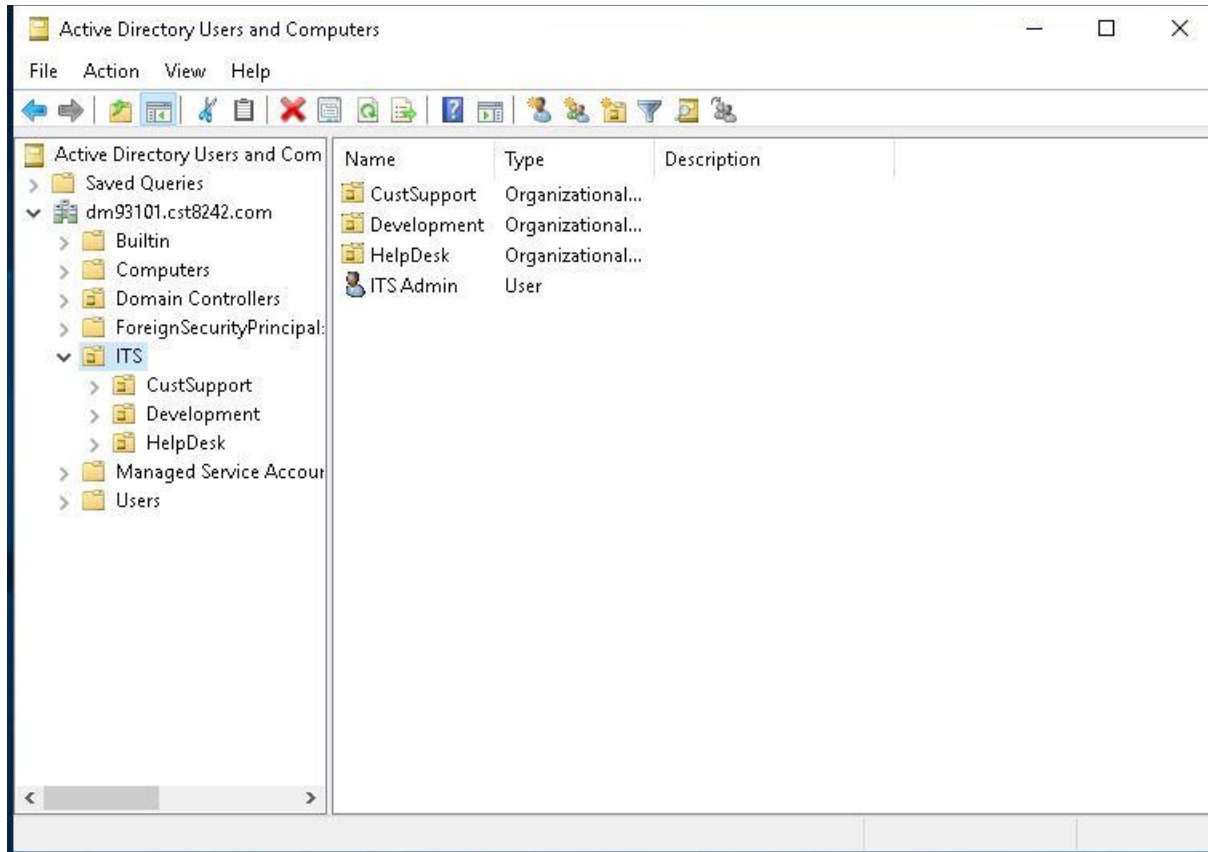 Active Directory Users and Computers
File Action View Help
Active Directory Users and Com
Saved Queries
dm93101.cst8242.com
Builtin
Computers
Domain Controllers
ForeignSecurityPrincipal:
ITS
CustSupport
Development
HelpDesk
Managed Service Accour
Users
Name Type Description
CustSupport Organizational...
Development Organizational...
HelpDesk Organizational...
ITS Admin User